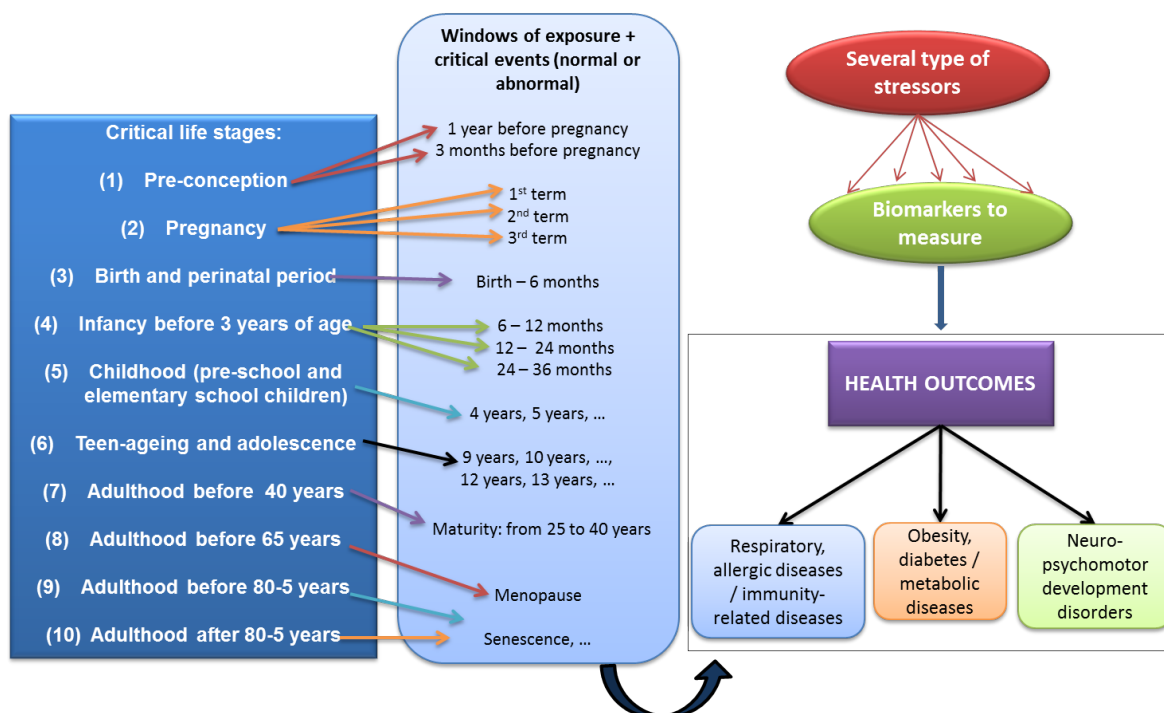 Critical life stages:
(1) Pre-conception
(2) Pregnancy
(3) Birth and perinatal period
(4) Infancy before 3 years of age
(5) Childhood (pre-school and
elementary school children)
(6) Teen-ageing and adolescence
(7) Adulthood before 40 years
(8) Adulthood before 65 years
(9) Adulthood before 80-5 years
(10) Adulthood after 80-5 years
Windows of exposure +
critical events (normal or
abnormal)
1 year before pregnancy
3 months before pregnancy
1st term
2nd term
3rd term
Birth – 6 months
6 – 12 months
12 – 24 months
24 – 36 months
4 years, 5 years, ...
9 years, 10 years, ...,
12 years, 13 years, ...
Maturity: from 25 to 40 years
Menopause
Senescence, ...
Several type of
stressors
Biomarkers to
measure
HEALTH OUTCOMES
Respiratory,
allergic diseases
/ immunity-
related diseases
Obesity,
diabetes /
metabolic
diseases
Neuro-
psychomotor
development
disorders